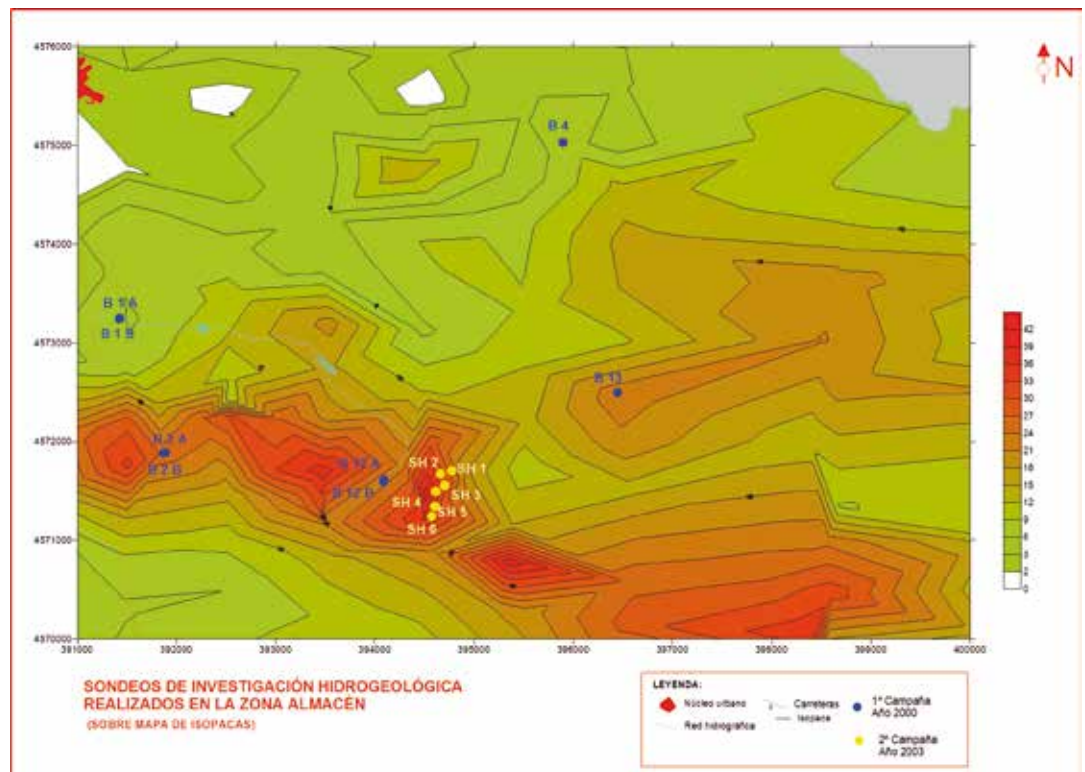 N
4576000
4575000
4574000
4573000
4572000
4571000
4570000
391000 392000 393000 394000 395000 396000 397000 398000 399000 400000
B 4
B 1 A
B 1 B
B 13
B 2 A
B 2 B
B 12 A
B 12 B
SH 2
SH 1
SH 3
SH 4
SH 5
SH 6
42
39
36
33
30
27
24
21
18
15
12
9
6
3
2
0
SONDEOS DE INVESTIGACIÓN HIDROGEOLÓGICA
REALIZADOS EN LA ZONA ALMACÉN
(SOBRE MAPA DE ISOPACAS)
LEYENDA:
Núcleo urbano
Red hidrográfica
Carreteras
Isopaca
1ª Campaña
Año 2000
2ª Campaña
Año 2003